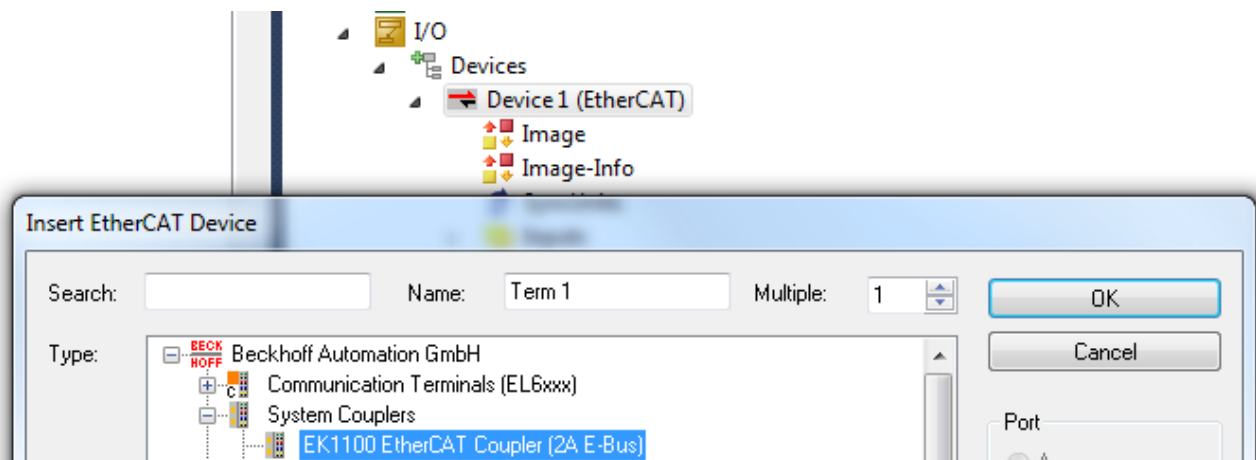 I/O
Devices
Device 1 (EtherCAT)
Image
Image-Info
Insert EtherCAT Device
Search: Name: Term 1 Multiple: 1 OK
Type: BECKHOFF Beckhoff Automation GmbH Cancel
C Communication Terminals (EL6xxx)
System Couplers Port
EK1100 EtherCAT Coupler (2A E-Bus)